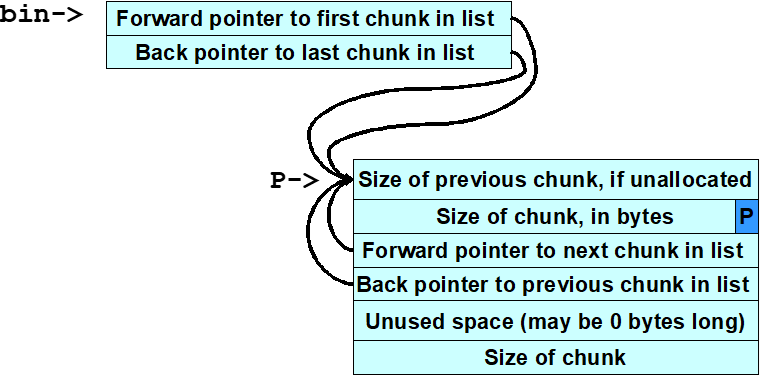 bin->
Forward pointer to first chunk in list
Back pointer to last chunk in list
P->
Size of previous chunk, if unallocated
Size of chunk, in bytes P
Forward pointer to next chunk in list
Back pointer to previous chunk in list
Unused space (may be 0 bytes long)
Size of chunk